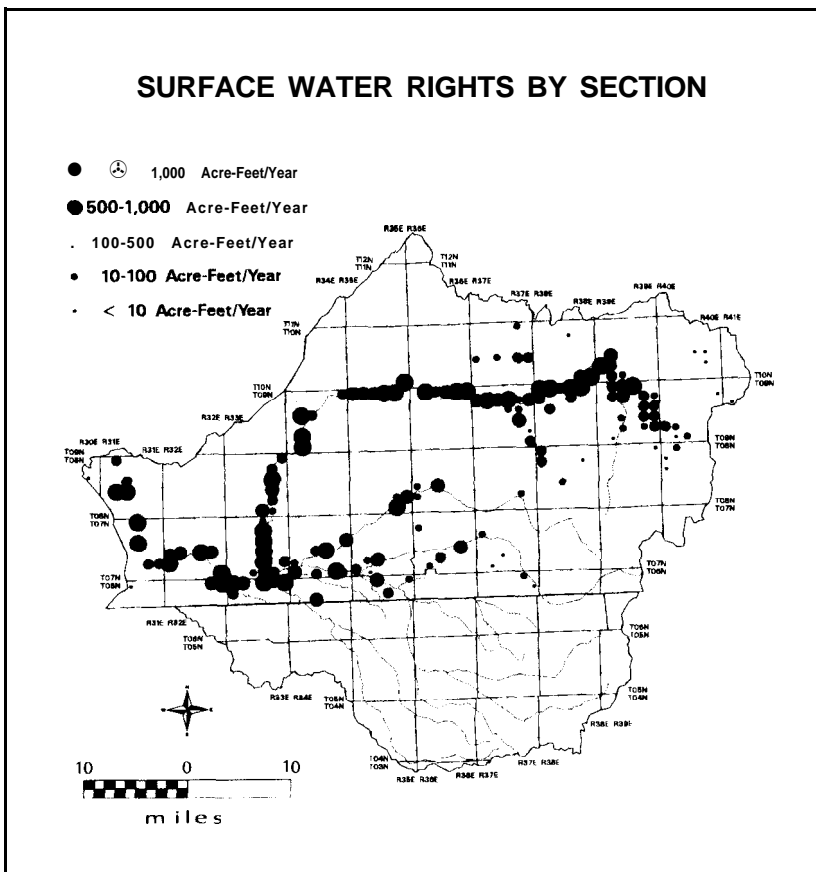 SURFACE WATER RIGHTS BY SECTION
1,000 Acre-Feet/Year
500-1,000 Acre-Feet/Year
100-500 Acre-Feet/Year
10-100 Acre-Feet/Year
< 10 Acre-Feet/Year
R35E R36E
T12N T12N
T11N T11N
R34E R35E
R36E R37E
R37E R38E
R38E R39E
R39E R40E
R40E R41E
T11N
T10N
T10N
T09N
T10N
T09N
R32E R33E
R30E R31E
R31E R32E
T09N
T08N
T09N
T08N
T08N
T07N
T08N
T07N
T07N
T06N
T07N
T06N
R31E R32E
T06N
T05N
T06N
T05N
R33E R34E
T05N
T04N
T05N
T04N
R38E R39E
T04N
T03N
R35E R36E
R36E R37E
R37E R38E
10 0 10
miles